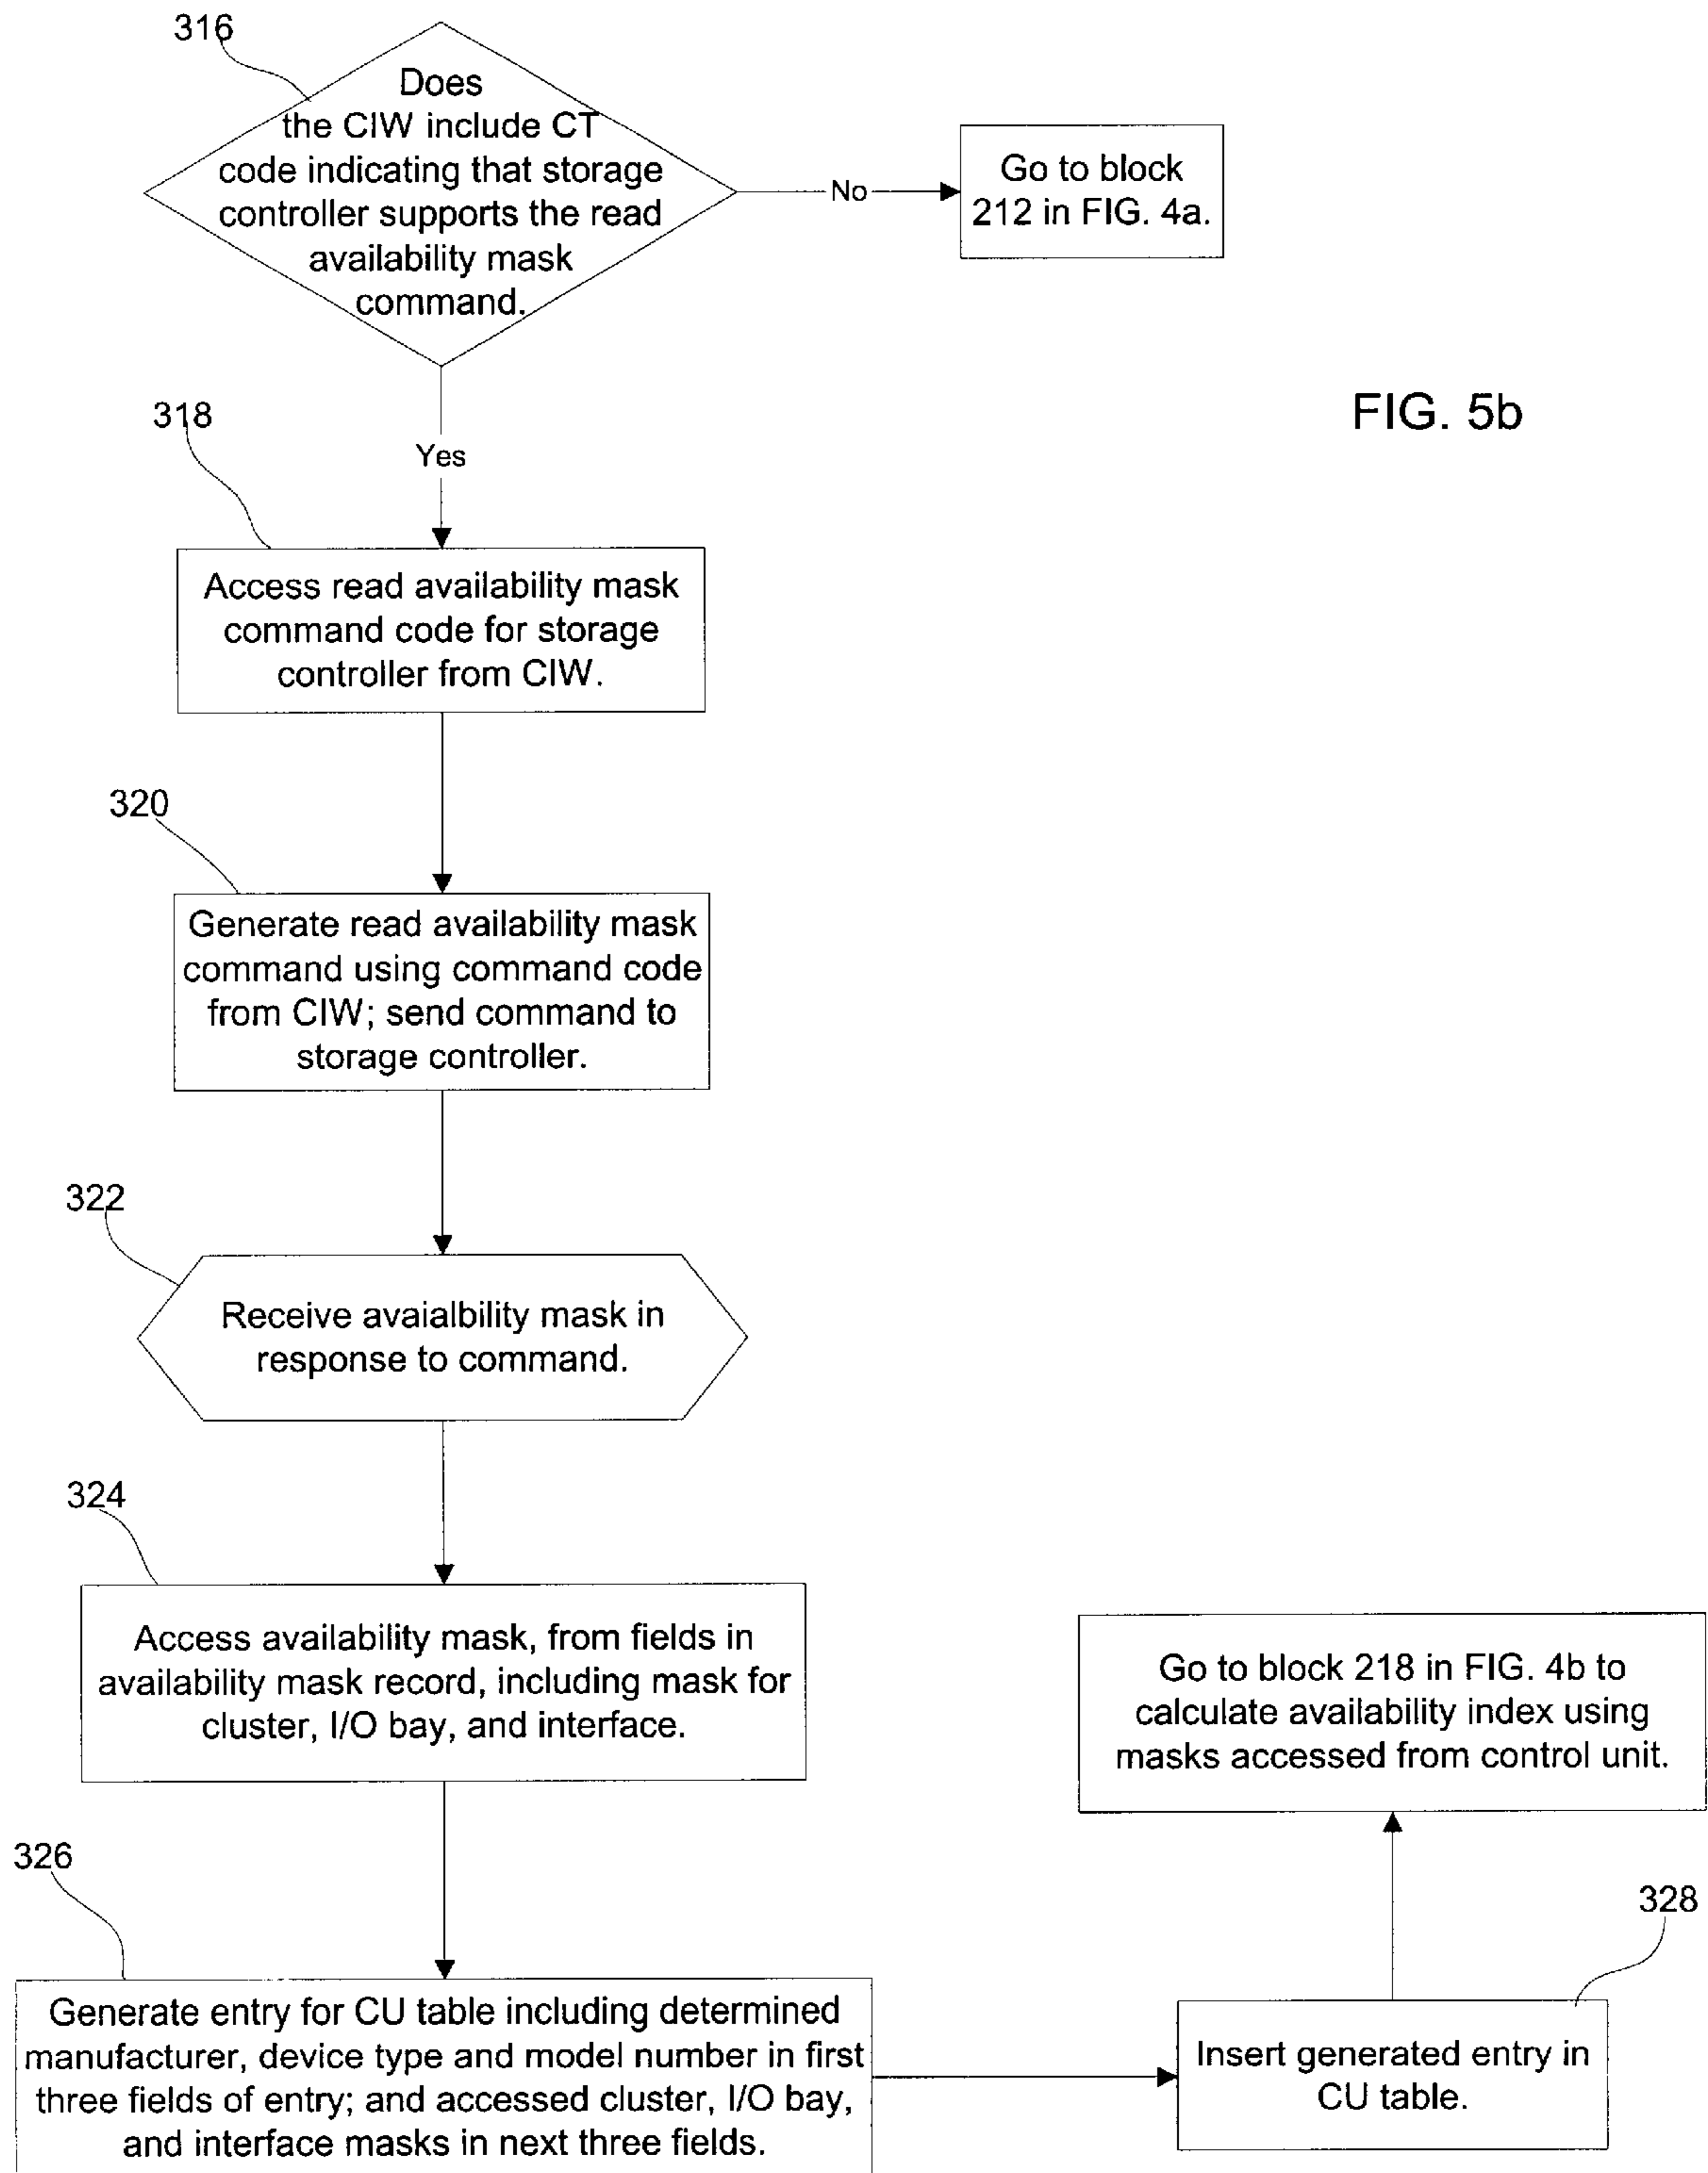 316
Does
the CIW include CT
code indicating that storage
controller supports the read
availability mask
command.
No
Go to block
212 in FIG. 4a.
FIG. 5b
318
Yes
Access read availability mask
command code for storage
controller from CIW.
320
Generate read availability mask
command using command code
from CIW; send command to
storage controller.
322
Receive avaialbility mask in
response to command.
324
Access availability mask, from fields in
availability mask record, including mask for
cluster, I/O bay, and interface.
Go to block 218 in FIG. 4b to
calculate availability index using
masks accessed from control unit.
326
Generate entry for CU table including determined
manufacturer, device type and model number in first
three fields of entry; and accessed cluster, I/O bay,
and interface masks in next three fields.
328
Insert generated entry in
CU table.